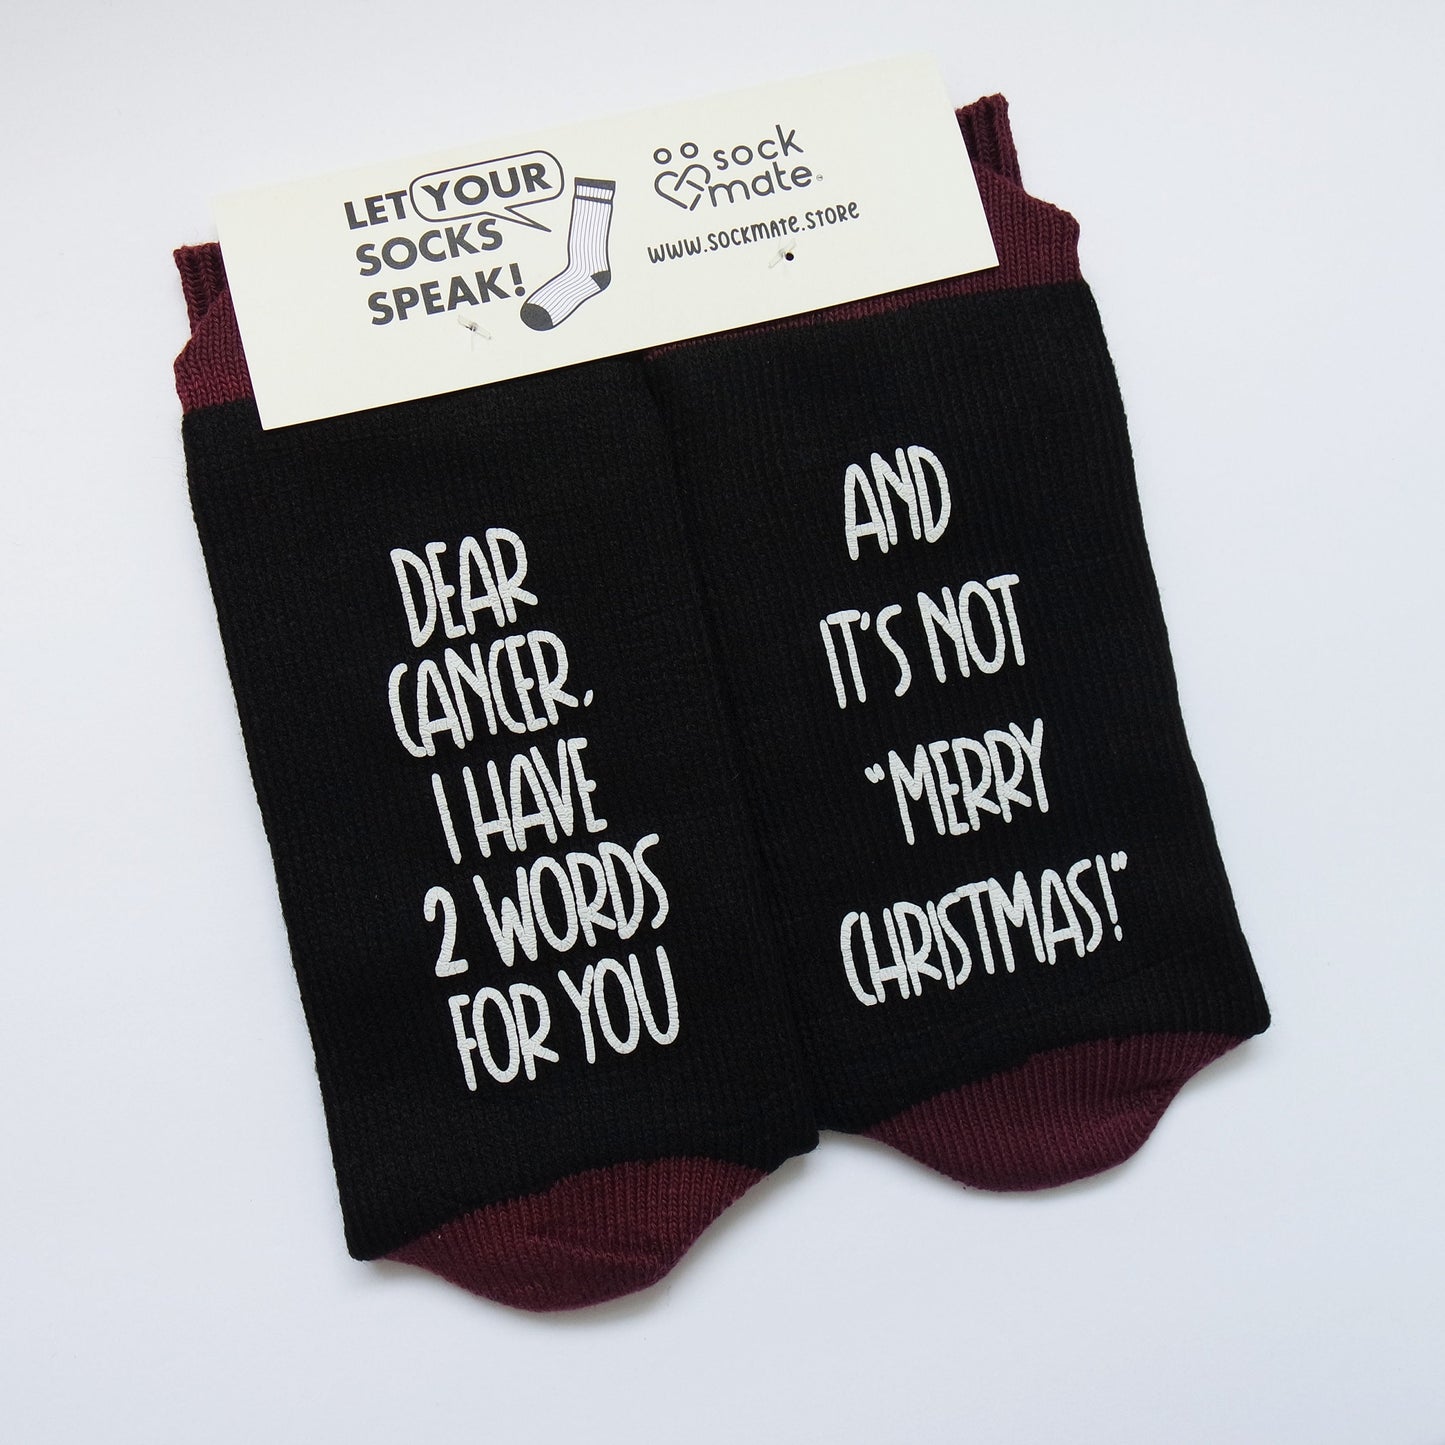 LET YOUR
SOCKS
SPEAK!
sock
mate
TM
WWW.SOCKMATE.STORE
DEAR
CANCER,
I HAVE
2 WORDS
FOR YOU
AND
IT'S NOT
"MERRY
CHRISTMAS!"